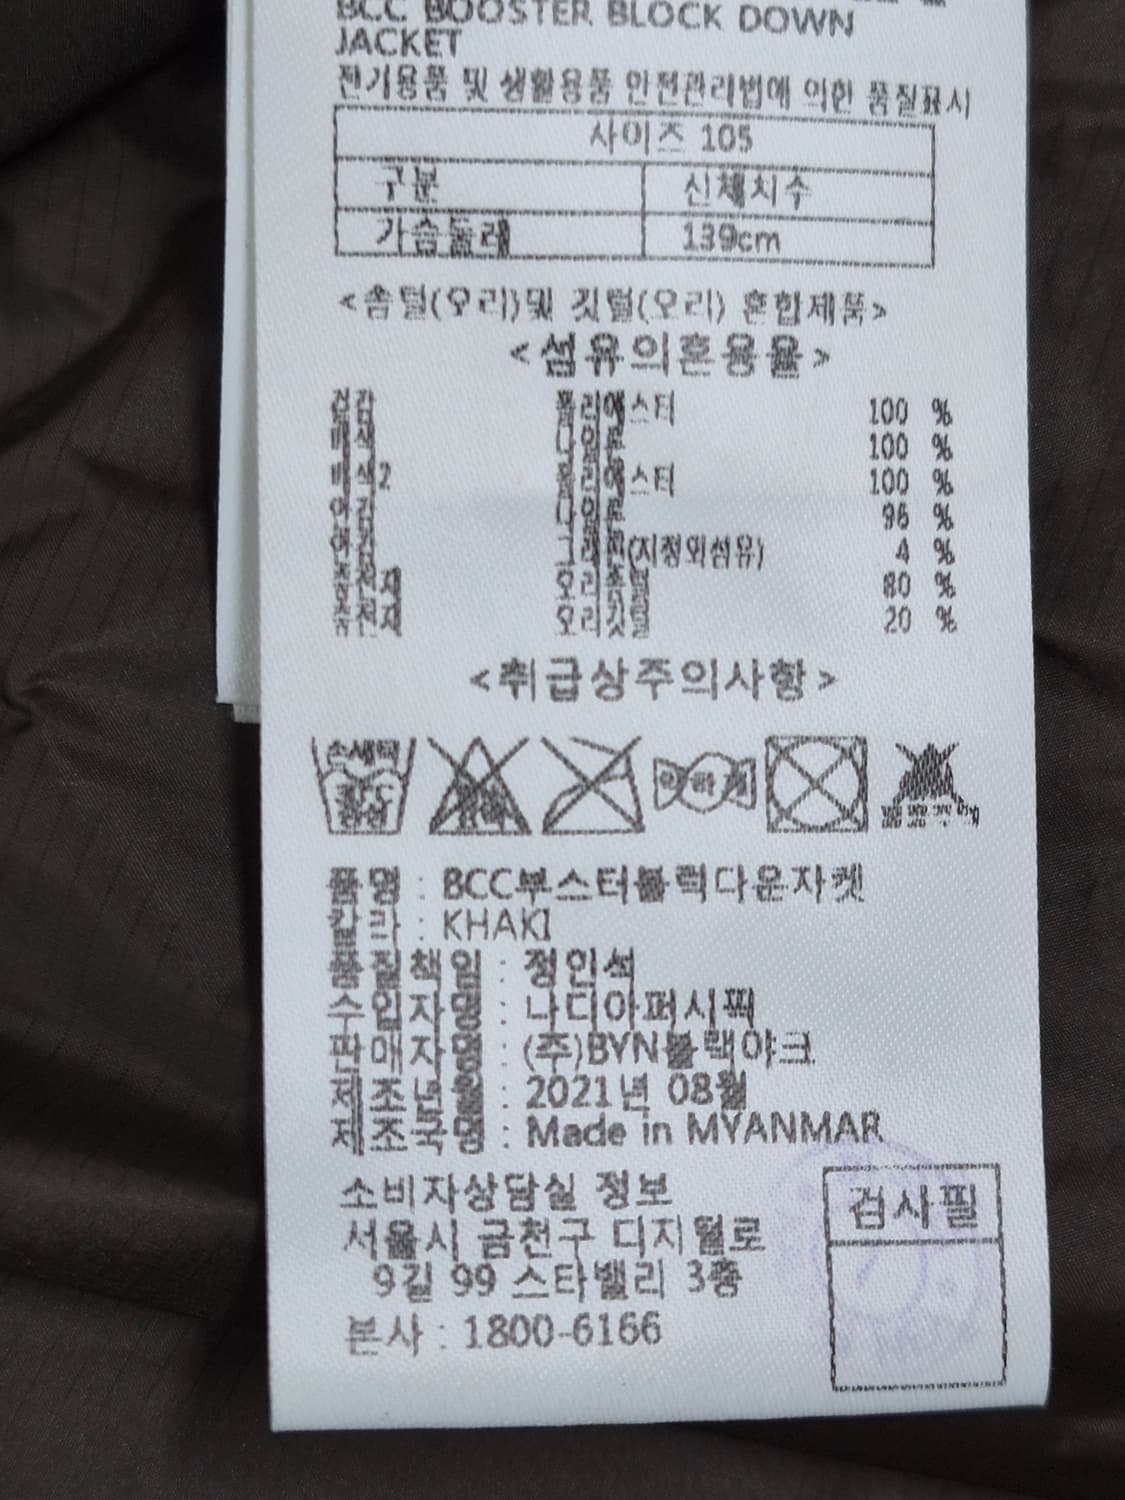 BCC BOOSTER BLOCK DOWN
JACKET
전기용품 및 생활용품 안전관리법에 의한 품질표시
사이즈 105
구분 신체치수
가슴둘레 139cm
<솜털(오리)및 깃털(오리) 혼합제품>
<섬유의혼용율>
겉감 폴리에스터 100 %
배색 나일론 100 %
배색2 폴리에스터 100 %
안감 나일론 96 %
안감 그래핀(지정외섬유) 4 %
충전재 오리솜털 80 %
충전재 오리깃털 20 %
<취급상주의사항>
손세탁
30°C
중성
약하게
품명 : BCC부스터블럭다운자켓
칼라 : KHAKI
품질책임 : 정인석
수입자명 : 나디아퍼시픽
판매자명 : (주)BYN블랙야크
제조년월 : 2021년 08월
제조국명 : Made in MYANMAR
소비자상담실 정보
서울시 금천구 디지털로
9길 99 스타밸리 3층
본사 : 1800-6166
검사필